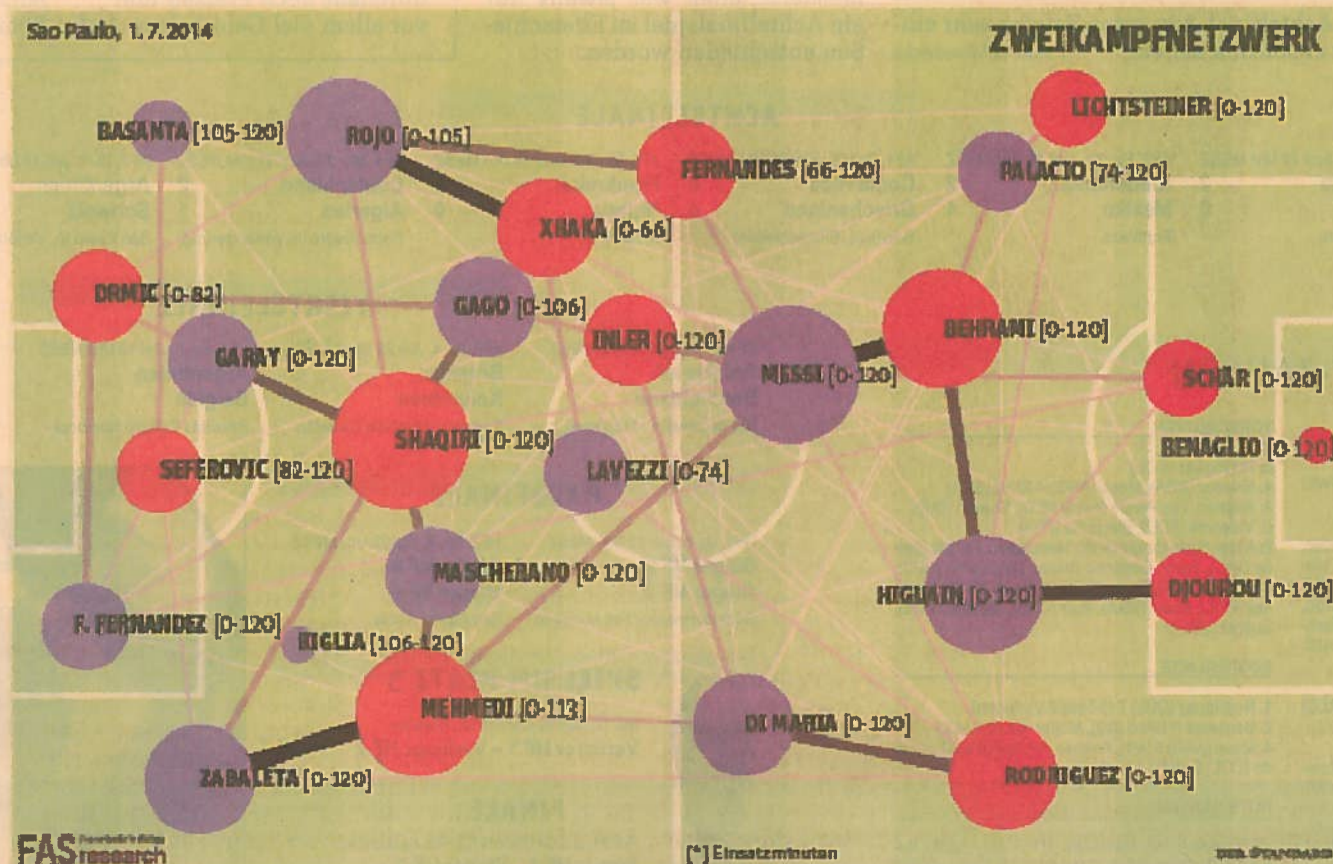 Sao Paulo, 1.7.2014
ZWEIKAMPFNETZWERK
LICHTSTEINER [0-120]
BASANTA [105-120]
ROJO [0-105]
FERNANDES [66-120]
PALACIO [74-120]
XHAKA [0-66]
DRMIC [0-82]
GAGO [0-106]
INLER [0-120]
BEHRAMI [0-120]
GARAY [0-120]
MESSI [0-120]
SCHÄR [0-120]
SHAQIRI [0-120]
BENAGLIO [0-120]
SEFEROVIC [82-120]
LAVEZZI [0-74]
MASCHERANO [0-120]
HIGUAIN [0-120]
DJOUROU [0-120]
F. FERNANDEZ [0-120]
BIGLIA [106-120]
MEHMEDI [0-113]
DI MARIA [0-120]
ZABALETA [0-120]
RODRIGUEZ [0-120]
FAS research
[*] Einsatzminuten
DER STANDARD